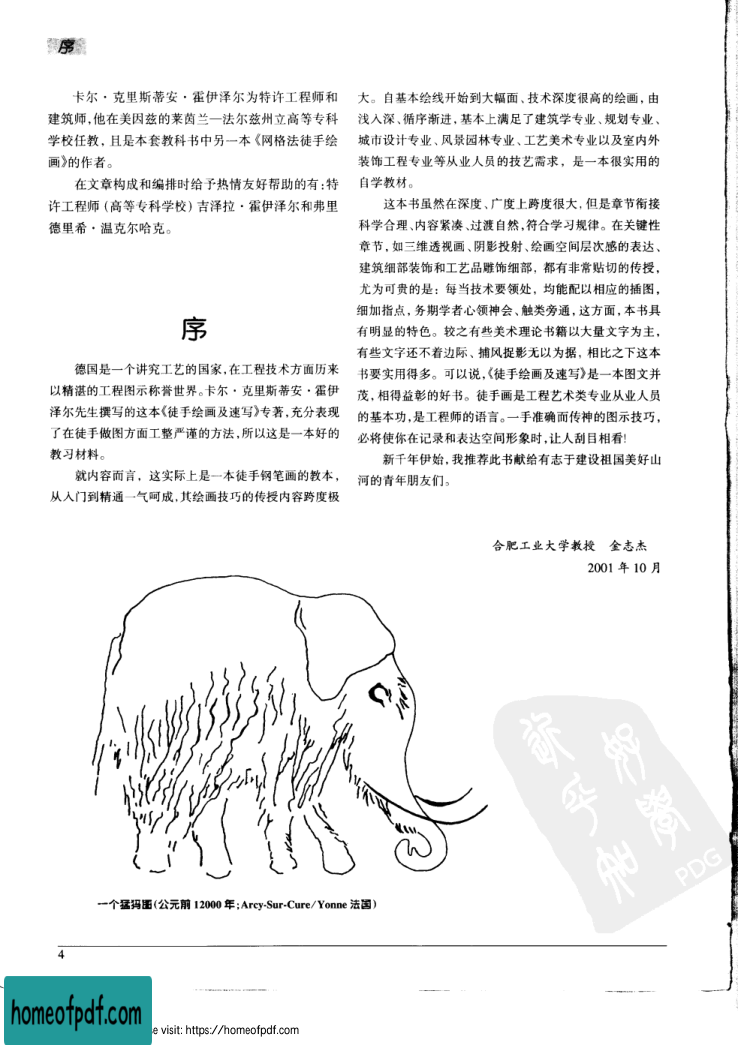 序
卡尔·克里斯蒂安·霍伊泽尔为特许工程师和
建筑师,他在美因兹的莱茵兰—法尔兹州立高等专科
学校任教，且是本套教科书中另一本《网格法徒手绘
画》的作者。
在文章构成和编排时给予热情友好帮助的有:特
许工程师(高等专科学校)吉泽拉·霍伊泽尔和弗里
德里希·温克尔哈克。
序
德国是一个讲究工艺的国家,在工程技术方面历来
以精湛的工程图示称誉世界。卡尔·克里斯蒂安·霍伊
泽尔先生撰写的这本《徒手绘画及速写》专著,充分表现
了在徒手做图方面工整严谨的方法,所以这是一本好的
教习材料。
就内容而言，这实际上是一本徒手钢笔画的教本，
从入门到精通一气呵成,其绘画技巧的传授内容跨度极
大。自基本绘线开始到大幅面、技术深度很高的绘画，由
浅入深、循序渐进，基本上满足了建筑学专业、规划专业、
城市设计专业、风景园林专业、工艺美术专业以及室内外
装饰工程专业等从业人员的技艺需求，是一本很实用的
自学教材。
这本书虽然在深度、广度上跨度很大，但是章节衔接
科学合理、内容紧凑、过渡自然,符合学习规律。在关键性
章节，如三维透视画、阴影投射、绘画空间层次感的表达、
建筑细部装饰和工艺品雕饰细部，都有非常贴切的传授，
尤为可贵的是：每当技术要领处，均能配以相应的插图，
细加指点，务期学者心领神会、触类旁通，这方面，本书具
有明显的特色。较之有些美术理论书籍以大量文字为主，
有些文字还不着边际、捕风捉影无以为据，相比之下这本
书要实用得多。可以说,《徒手绘画及速写》是一本图文并
茂，相得益彰的好书。徒手画是工程艺术类专业从业人员
的基本功,是工程师的语言。一手准确而传神的图示技巧，
必将使你在记录和表达空间形象时,让人刮目相看!
新千年伊始,我推荐此书献给有志于建设祖国美好山
河的青年朋友们。
合肥工业大学教授 金志杰
2001 年 10 月
好学
PDG
一个猛犸图(公元前 12000 年;Arcy-Sur-Cure/Yonne 法国)
4
homeofpdf.com
e visit: https://homeofpdf.com